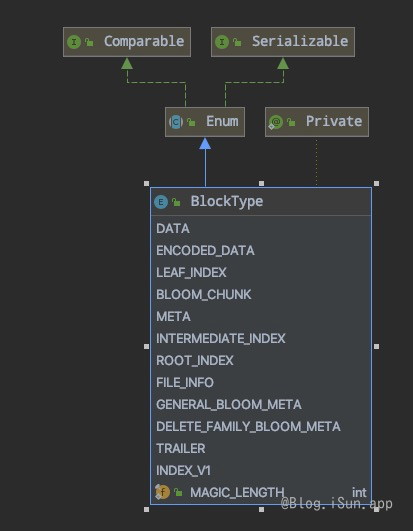 Comparable
Serializable
Enum
Private
BlockType
DATA
ENCODED_DATA
LEAF_INDEX
BLOOM_CHUNK
META
INTERMEDIATE_INDEX
ROOT_INDEX
FILE_INFO
GENERAL_BLOOM_META
DELETE_FAMILY_BLOOM_META
TRAILER
INDEX_V1
MAGIC_LENGTH int
@Blog.iSun.app